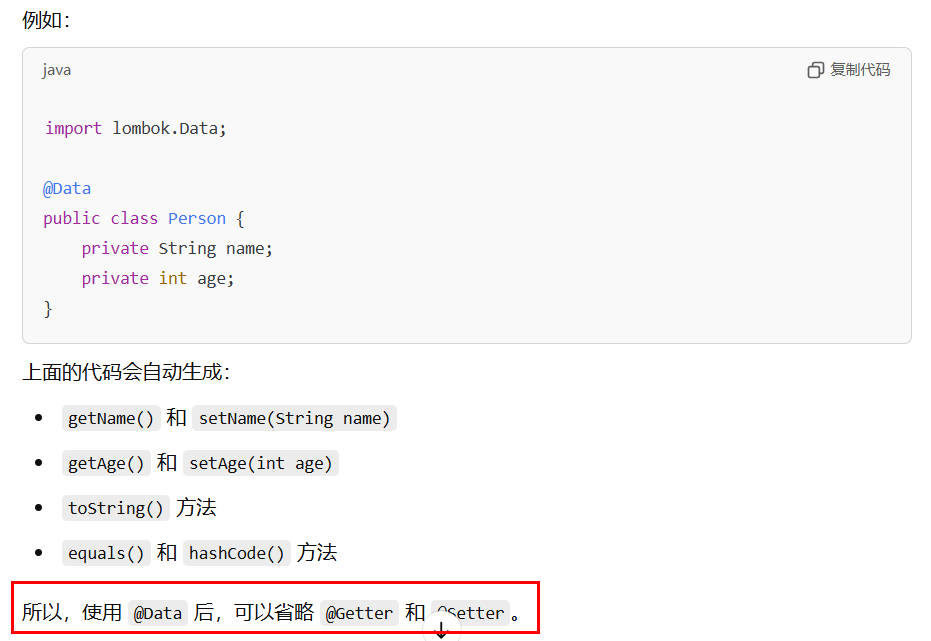 例如：
java
复制代码
import lombok.Data;
@Data
public class Person {
    private String name;
    private int age;
}
上面的代码会自动生成：
getName() 和 setName(String name)
getAge() 和 setAge(int age)
toString() 方法
equals() 和 hashCode() 方法
所以，使用 @Data 后，可以省略 @Getter 和 @Setter。